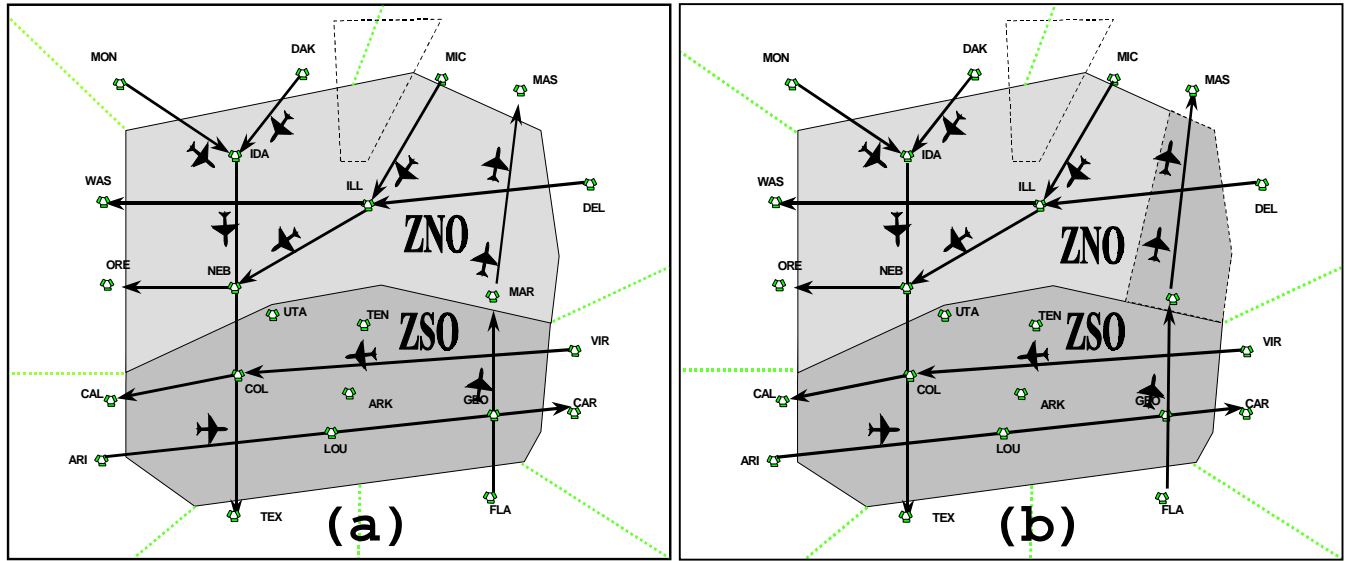 DAK
MON
MIC
MAS
IDA
WAS
ILL
DEL
ZNO
ORE
NEB
MAR
UTA
TEN
ZSO
VIR
CAL
COL
ARK
GEO
CAR
LOU
ARI
TEX
FLA
(a)
DAK
MON
MIC
MAS
IDA
WAS
ILL
DEL
ZNO
ORE
NEB
UTA
TEN
ZSO
VIR
CAL
COL
ARK
GEO
CAR
LOU
ARI
TEX
FLA
(b)